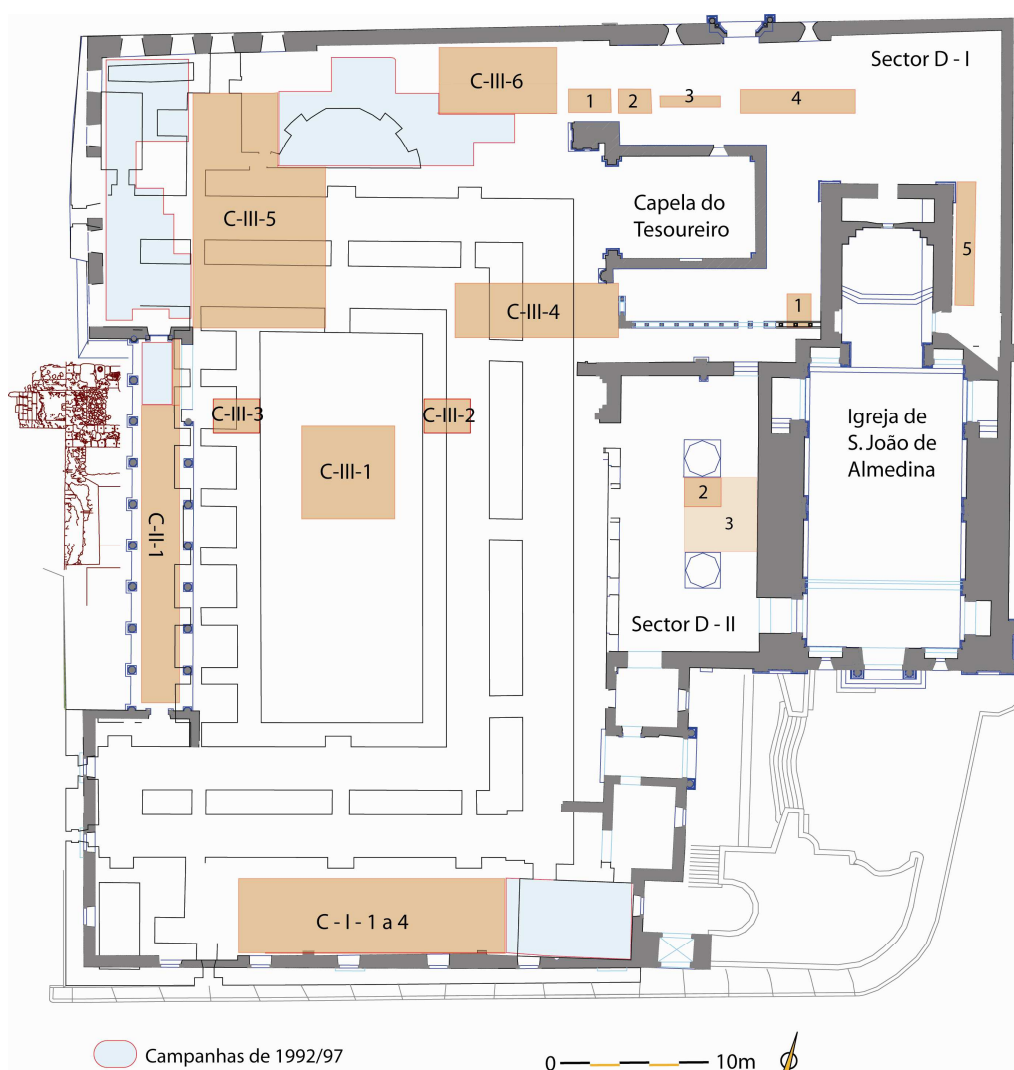 Sector D - I
C-III-6
1
2
3
4
Capela do
Tesoureiro
C-III-5
5
C-III-4
1
C-III-3
C-III-2
Igreja de
S.João de
Almedina
C-III-1
2
3
C-II-1
Sector D - II
C - I - 1 a 4
Campanhas de 1992/97
0
10m